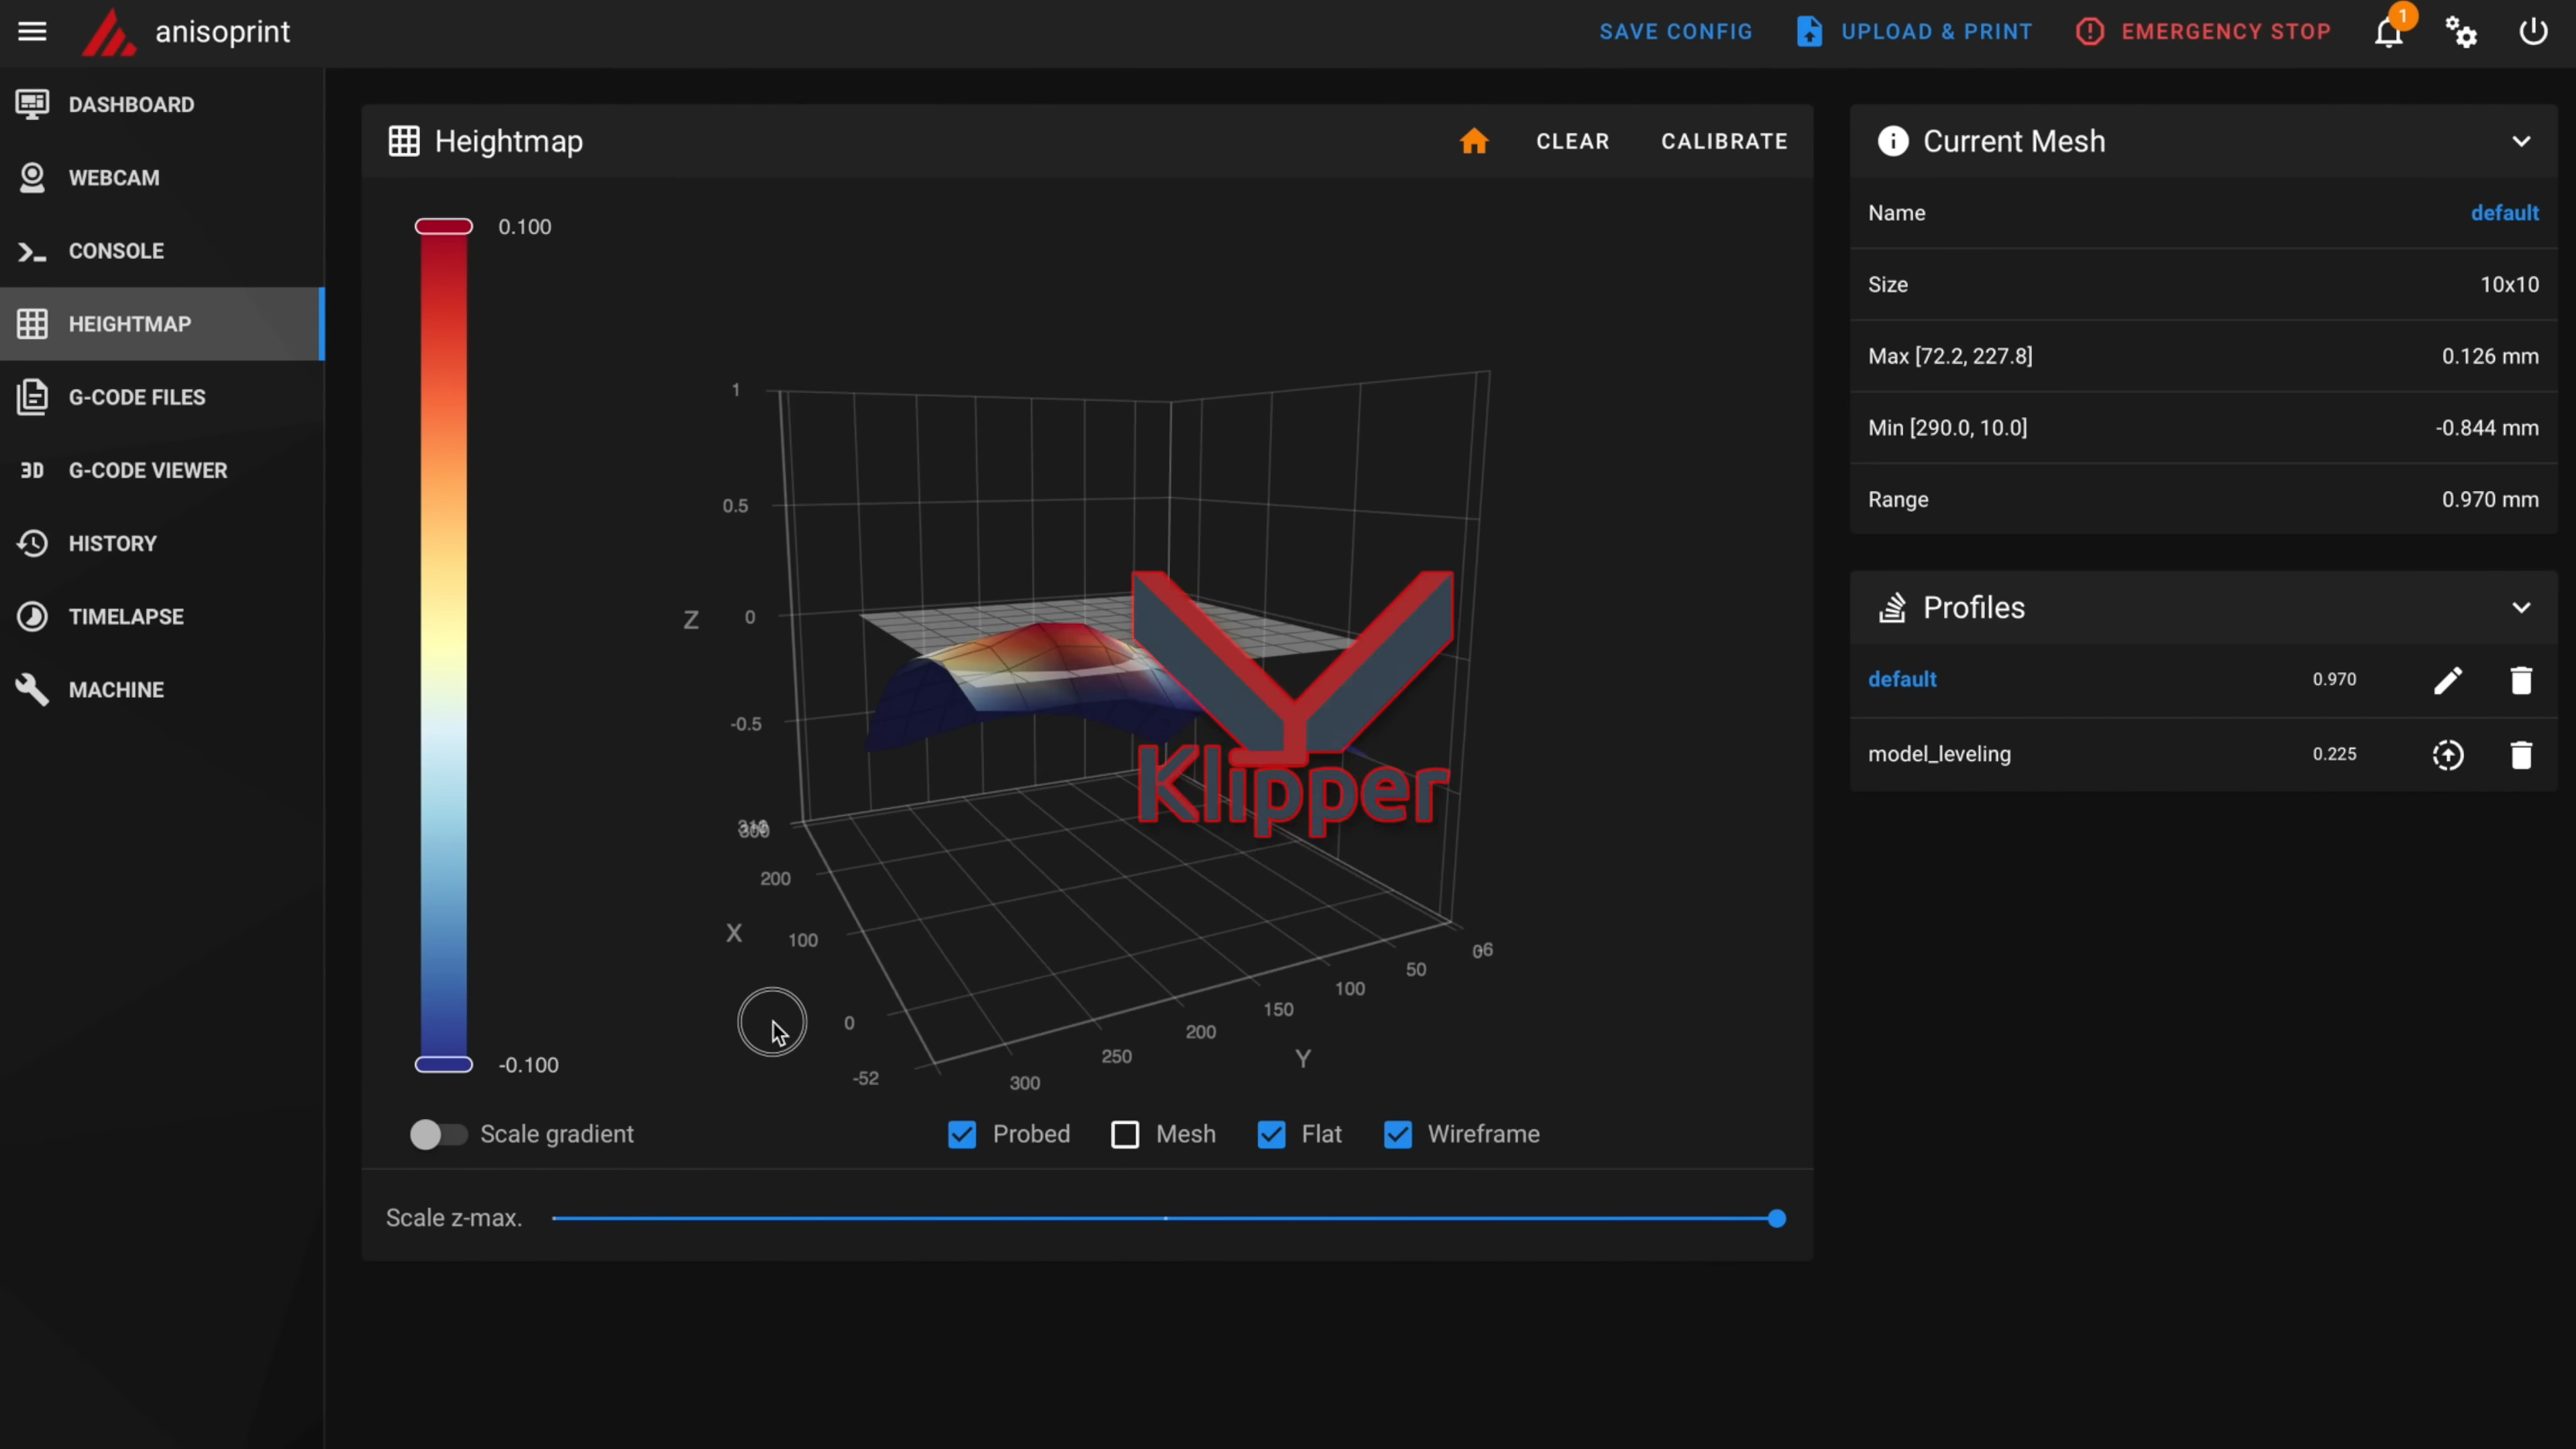 anisoprint
SAVE CONFIG
UPLOAD & PRINT
EMERGENCY STOP
1
DASHBOARD
WEBCAM
CONSOLE
HEIGHTMAP
G-CODE FILES
3D G-CODE VIEWER
HISTORY
TIMELAPSE
MACHINE
Heightmap
CLEAR
CALIBRATE
0.100
-0.100
1
0.5
Z
0
-0.5
300
200
X
100
0
-52
300
250
200
150
100
50
Y
Klipper
Scale gradient
Probed
Mesh
Flat
Wireframe
Scale z-max.
Current Mesh
Name default
Size 10x10
Max [72.2, 227.8] 0.126 mm
Min [290.0, 10.0] -0.844 mm
Range 0.970 mm
Profiles
default 0.970
model_leveling 0.225